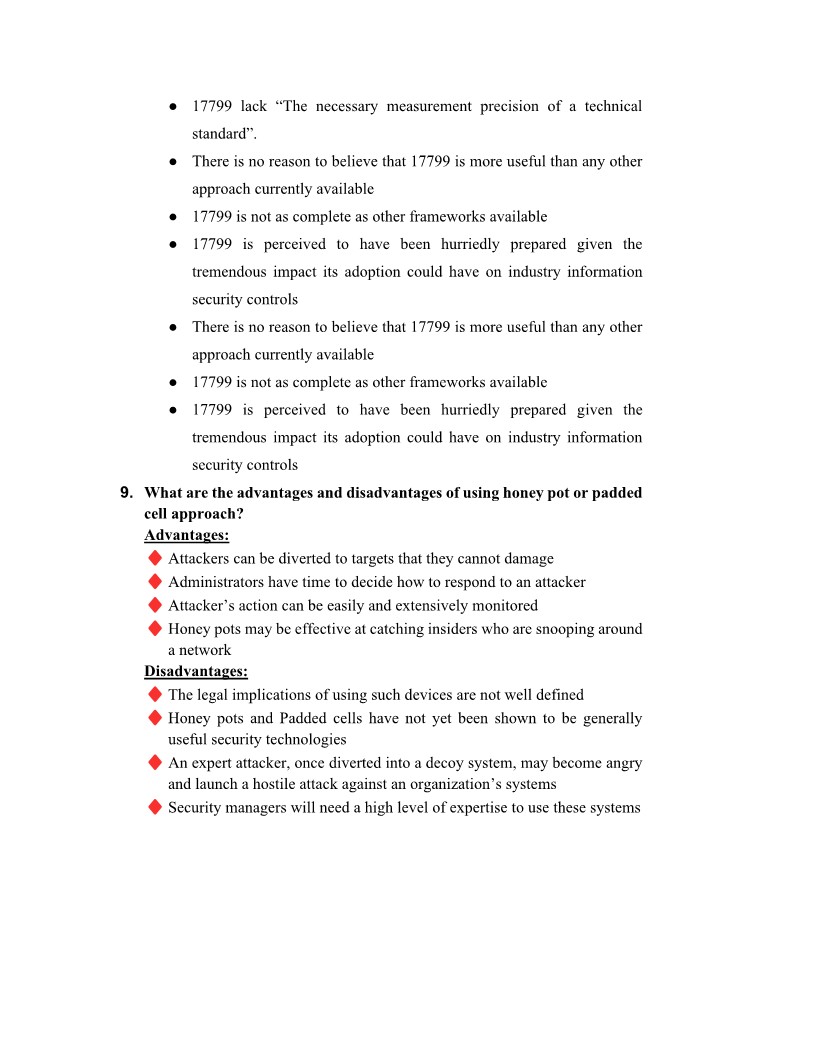 ● 17799 lack “The necessary measurement precision of a technical
standard”.
● There is no reason to believe that 17799 is more useful than any other
approach currently available
● 17799 is not as complete as other frameworks available
● 17799 is perceived to have been hurriedly prepared given the
tremendous impact its adoption could have on industry information
security controls
● There is no reason to believe that 17799 is more useful than any other
approach currently available
● 17799 is not as complete as other frameworks available
● 17799 is perceived to have been hurriedly prepared given the
tremendous impact its adoption could have on industry information
security controls
9. What are the advantages and disadvantages of using honey pot or padded
cell approach?
Advantages:
♦ Attackers can be diverted to targets that they cannot damage
♦ Administrators have time to decide how to respond to an attacker
♦ Attacker’s action can be easily and extensively monitored
♦ Honey pots may be effective at catching insiders who are snooping around
a network
Disadvantages:
♦ The legal implications of using such devices are not well defined
♦ Honey pots and Padded cells have not yet been shown to be generally
useful security technologies
♦ An expert attacker, once diverted into a decoy system, may become angry
and launch a hostile attack against an organization’s systems
♦ Security managers will need a high level of expertise to use these systems